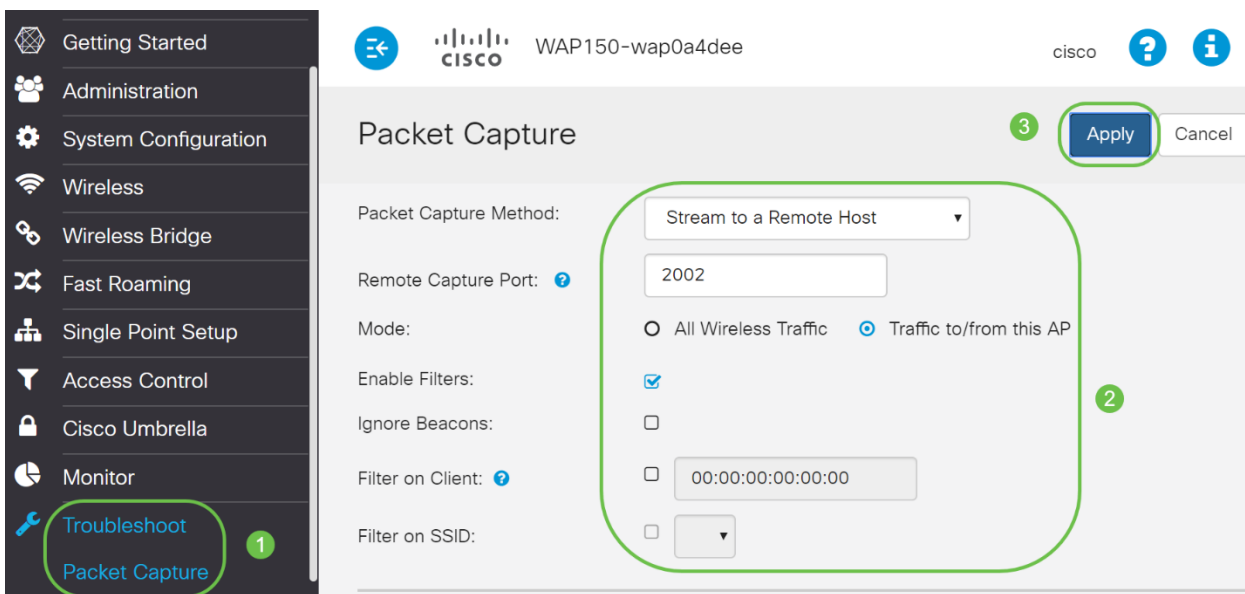 Getting Started
Administration
System Configuration
Wireless
Wireless Bridge
Fast Roaming
Single Point Setup
Access Control
Cisco Umbrella
Monitor
Troubleshoot
Packet Capture
1
CISCO
WAP150-wap0a4dee
cisco
?
i
Packet Capture
3
Apply
Cancel
Packet Capture Method:
Stream to a Remote Host
Remote Capture Port: ?
2002
Mode:
All Wireless Traffic
Traffic to/from this AP
Enable Filters:
2
Ignore Beacons:
Filter on Client: ?
00:00:00:00:00:00
Filter on SSID: